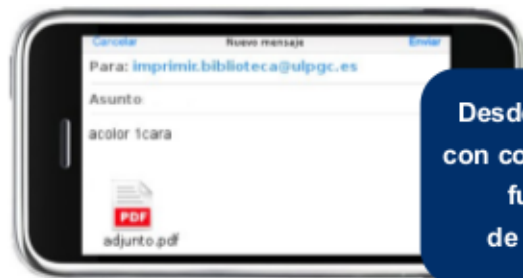 Cancelar Nuevo mensaje Enviar
Para: imprimir.biblioteca@ulpgc.es
Asunto:
acolor 1cara
PDF
adjunto.pdf
Desde
con co
fu
de